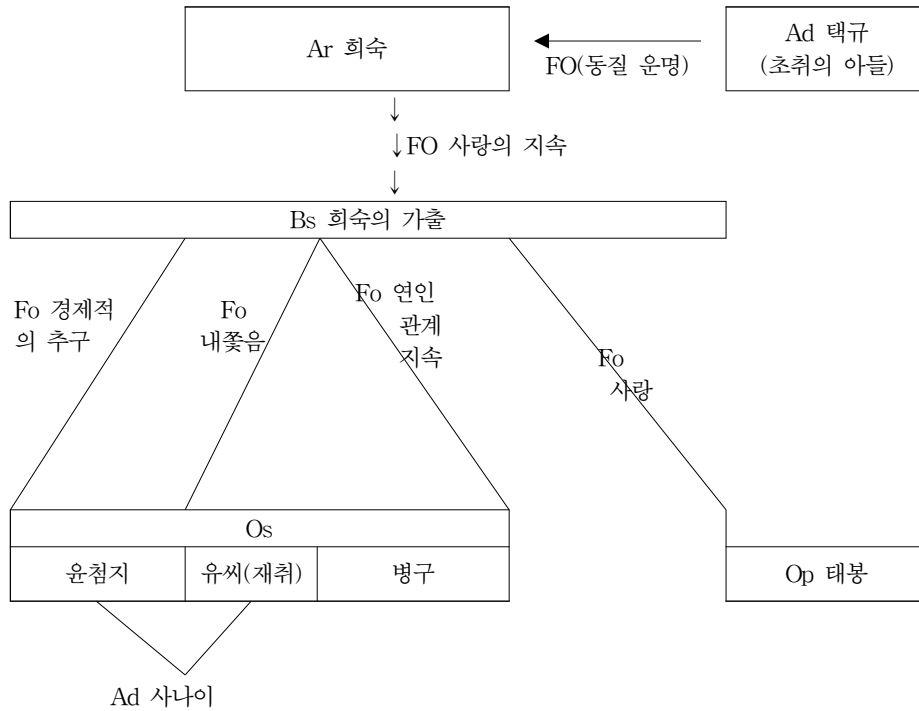 Ar 희숙
Ad 택규
(초취의 아들)
FO(동질 운명)
↓
↓FO 사랑의 지속
↓
Bs 희숙의 가출
Fo 경제적
의 추구
Fo
내쫓음
Fo 연인
관계
지속
Fo
사랑
Os
윤첨지
유씨(재취)
병구
Op 태봉
Ad 사나이